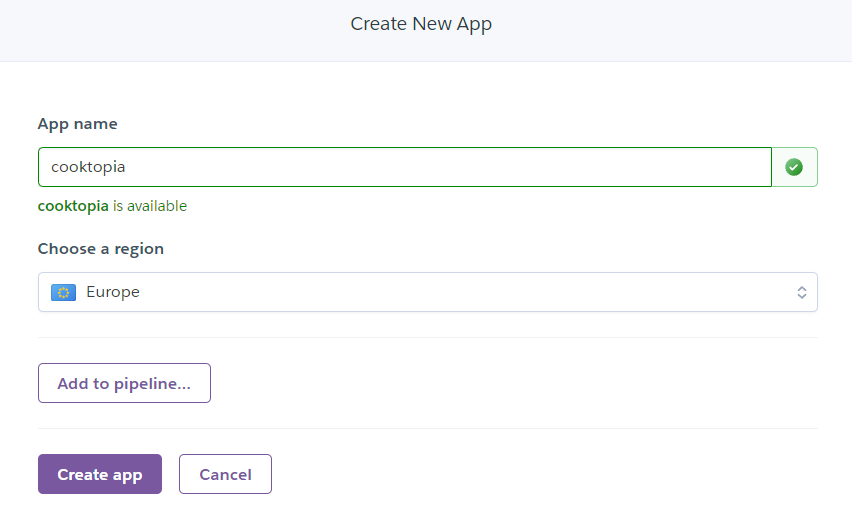 Create New App
App name
cooktopia
cooktopia is available
Choose a region
Europe
Add to pipeline...
Create app
Cancel